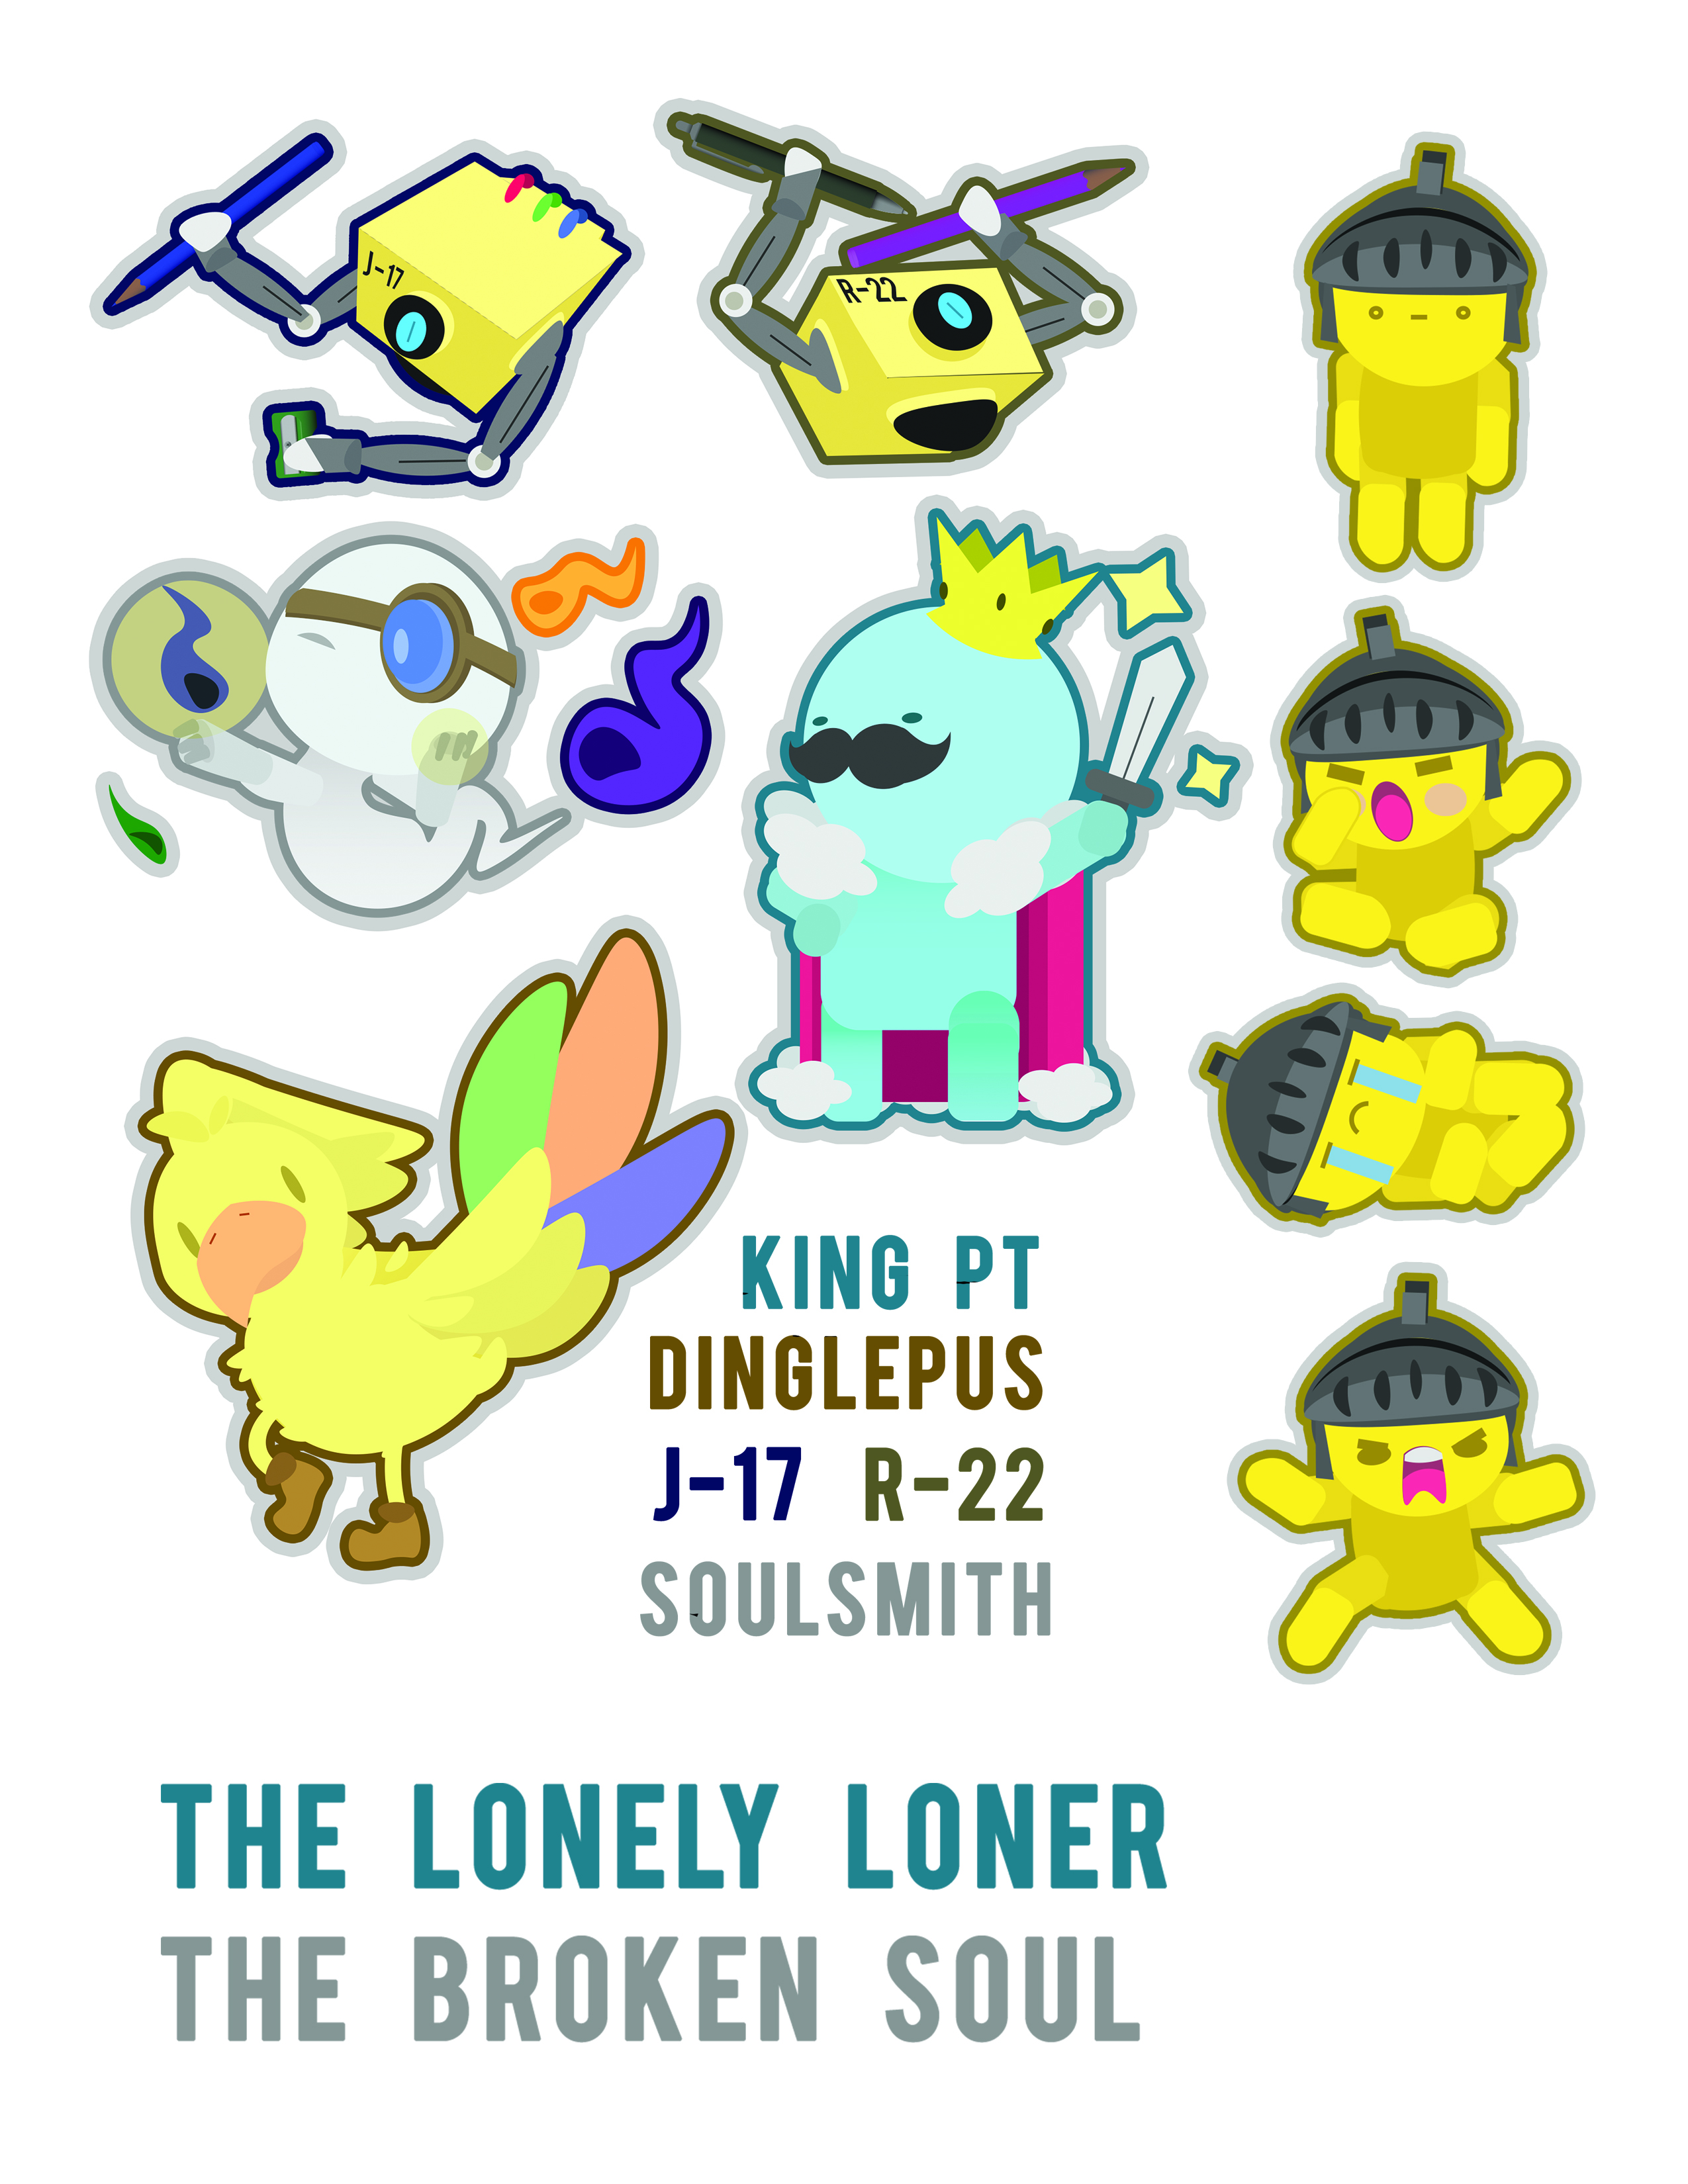 J-17
R-22
KING PT
DINGLEPUS
J-17 R-22
SOULSMITH
THE LONELY LONER
THE BROKEN SOUL